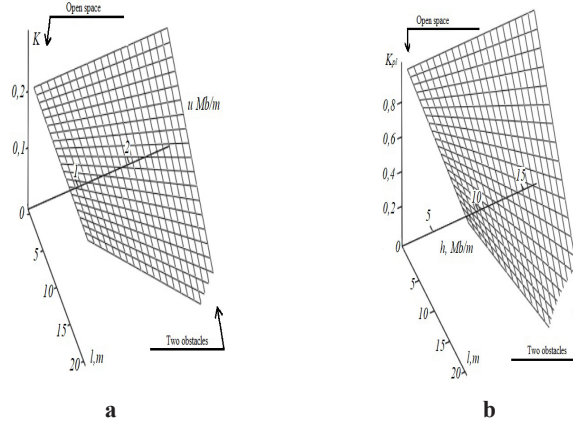 Open space
K
0,2
0,1
0
u Mb/m
1
2
5
10
15
20
l,m
Two obstacles
a
Open space
Kpl
0,8
0,6
0,4
0,2
0
5
10
15
h, Mb/m
5
10
15
20
l,m
Two obstacles
b